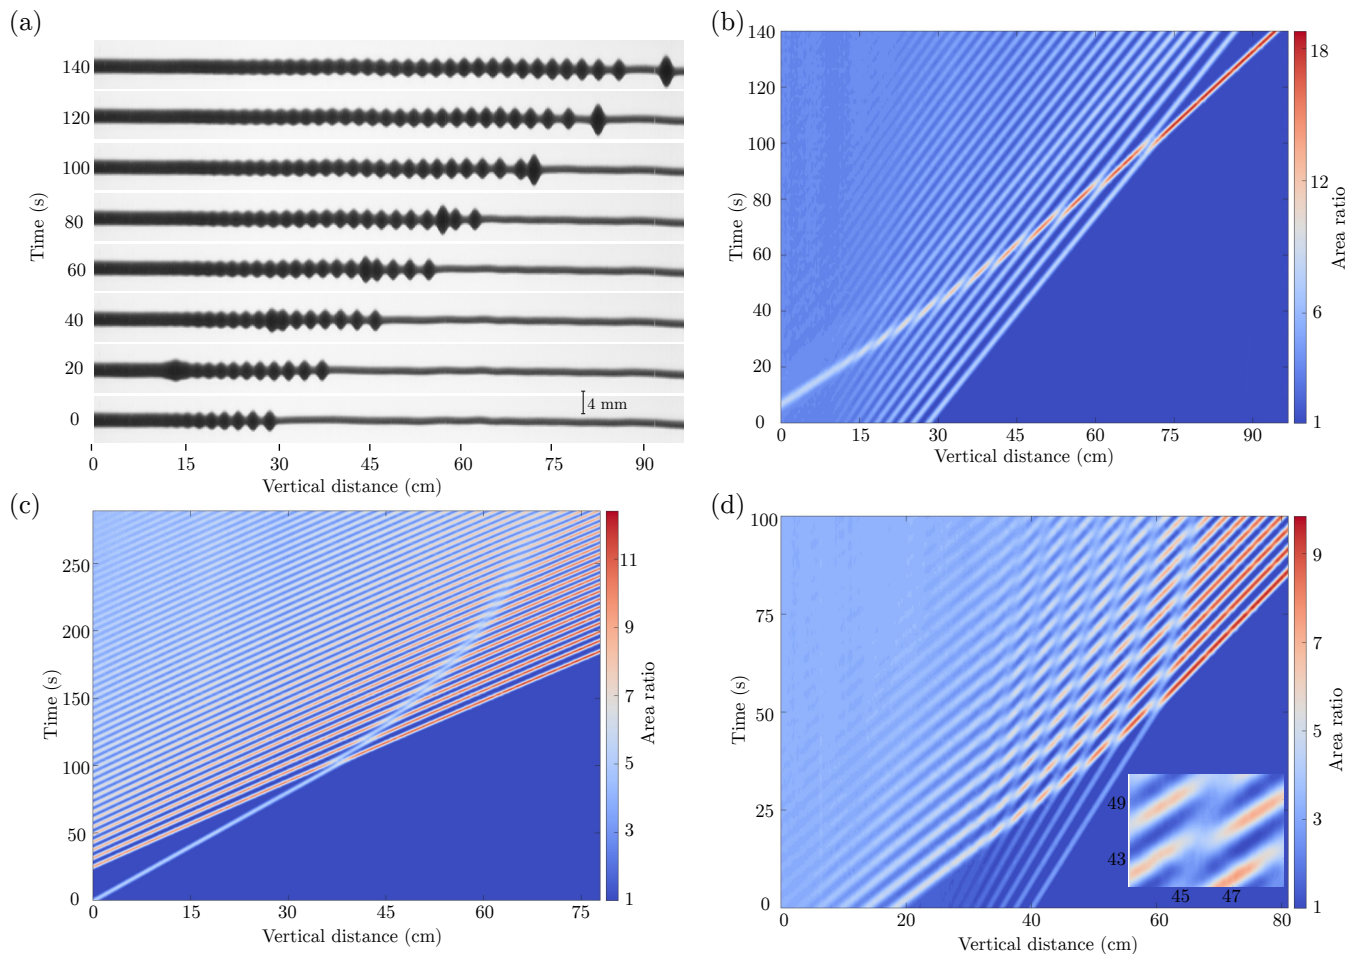 (a)
Time (s)
140
120
100
80
60
40
20
0
4 mm
0 15 30 45 60 75 90
Vertical distance (cm)
(b)
Time (s)
140
120
100
80
60
40
20
0
0 15 30 45 60 75 90
Vertical distance (cm)
18
12
6
1
Area ratio
(c)
Time (s)
250
200
150
100
50
0
0 15 30 45 60 75
Vertical distance (cm)
11
9
7
5
3
1
Area ratio
(d)
Time (s)
100
75
50
25
0
0 20 40 60 80
Vertical distance (cm)
49
43
45 47
9
7
5
3
1
Area ratio